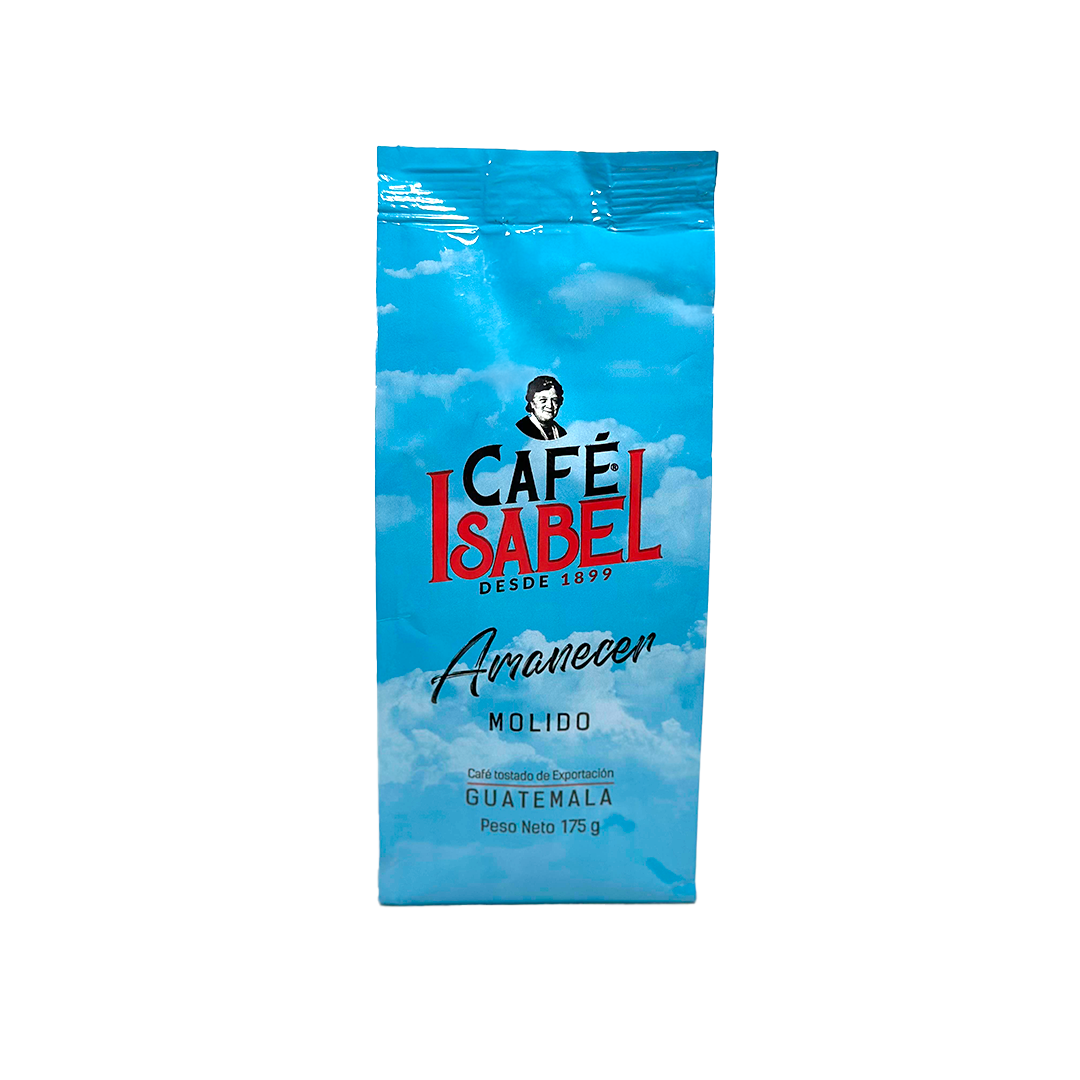 CAFÉ®
ISABEL
DESDE 1899
Amanecer
MOLIDO
Café tostado de Exportación
GUATEMALA
Peso Neto 175 g